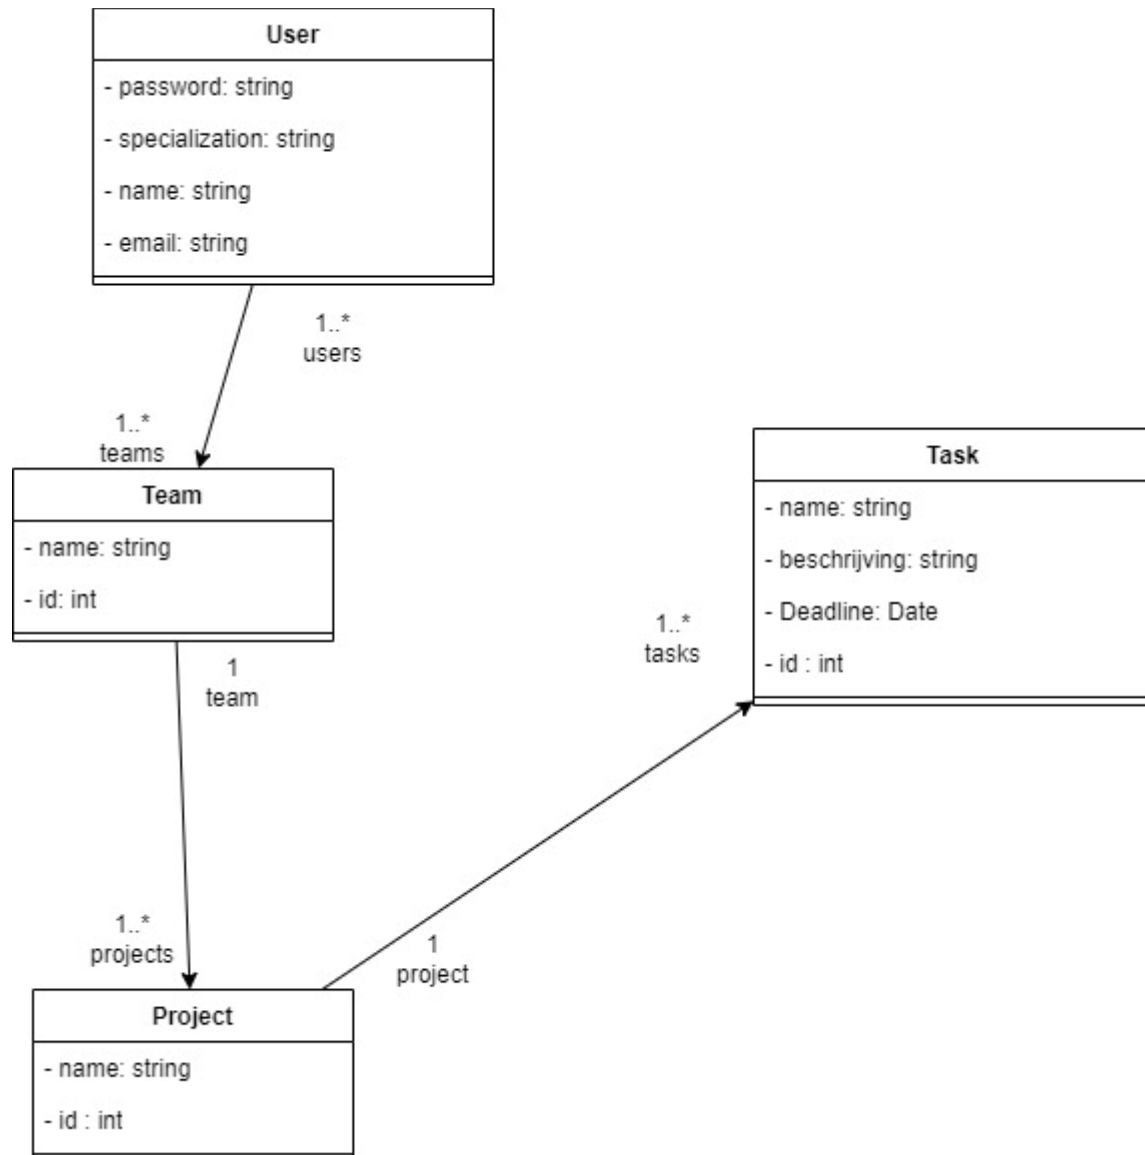 User
- password: string
- specialization: string
- name: string
- email: string
1..*
users
1..*
teams
Team
- name: string
- id: int
1
team
Task
- name: string
- beschrijving: string
- Deadline: Date
- id : int
1..*
tasks
1..*
projects
1
project
Project
- name: string
- id : int